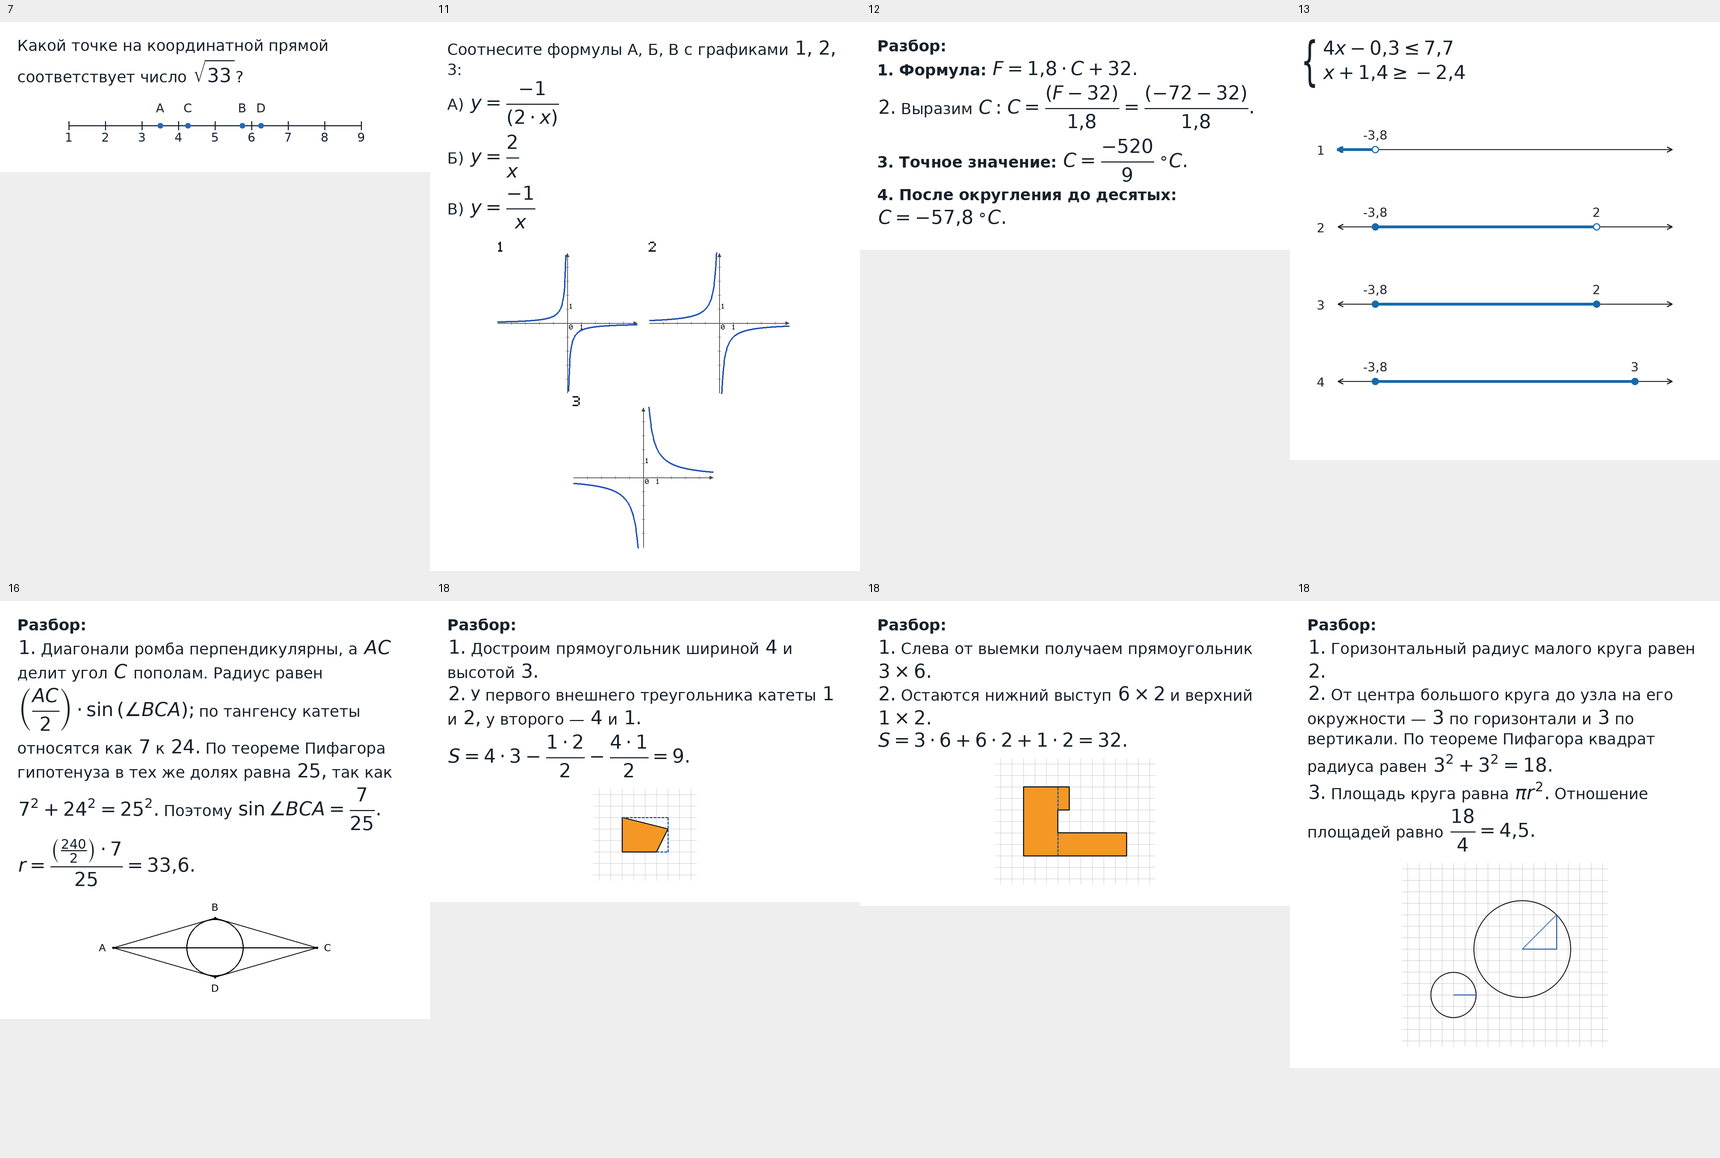 7
Какой точке на координатной прямой
соответствует число √33?
A C B D
1 2 3 4 5 6 7 8 9
11
Соотнесите формулы А, Б, В с графиками 1, 2,
3:
А) y = −1/(2 · x)
Б) y = 2/x
В) y = −1/x
1 2
1 1
0 1 0 1
3
1
0 1
12
Разбор:
1. Формула: F = 1,8 · C + 32.
2. Выразим C : C = (F − 32)/1,8 = (−72 − 32)/1,8.
3. Точное значение: C = −520/9 °C.
4. После округления до десятых:
C = −57,8 °C.
13
{ 4x − 0,3 ≤ 7,7
x + 1,4 ≥ − 2,4
-3,8
1
-3,8 2
2
-3,8 2
3
-3,8 3
4
16
Разбор:
1. Диагонали ромба перпендикулярны, а AC
делит угол C пополам. Радиус равен
(AC/2) · sin (∠BCA); по тангенсу катеты
относятся как 7 к 24. По теореме Пифагора
гипотенуза в тех же долях равна 25, так как
7² + 24² = 25². Поэтому sin ∠BCA = 7/25.
r = ((240/2) · 7)/25 = 33,6.
B
A C
D
18
Разбор:
1. Достроим прямоугольник шириной 4 и
высотой 3.
2. У первого внешнего треугольника катеты 1
и 2, у второго — 4 и 1.
S = 4 · 3 − (1 · 2)/2 − (4 · 1)/2 = 9.
18
Разбор:
1. Слева от выемки получаем прямоугольник
3 × 6.
2. Остаются нижний выступ 6 × 2 и верхний
1 × 2.
S = 3 · 6 + 6 · 2 + 1 · 2 = 32.
18
Разбор:
1. Горизонтальный радиус малого круга равен
2.
2. От центра большого круга до узла на его
окружности — 3 по горизонтали и 3 по
вертикали. По теореме Пифагора квадрат
радиуса равен 3² + 3² = 18.
3. Площадь круга равна πr². Отношение
площадей равно 18/4 = 4,5.